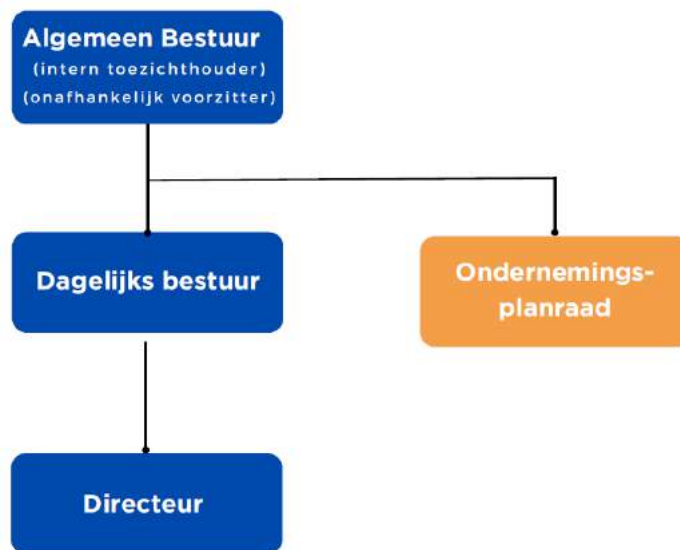 Algemeen Bestuur
(intern toezichthouder)
(onafhankelijk voorzitter)
Dagelijks bestuur
Ondernemings-
planraad
Directeur